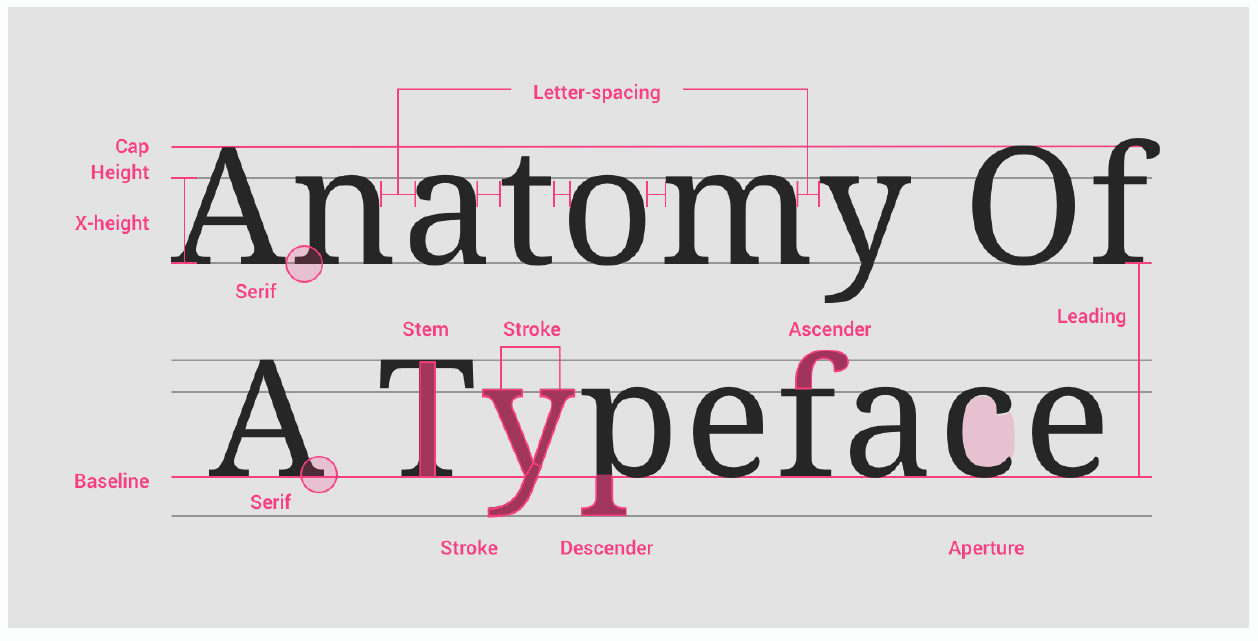 Letter-spacing
Cap
Height
X-height
Anatomy Of
Serif
Leading
Stem
Stroke
Ascender
A Typeface
Baseline
Serif
Stroke
Descender
Aperture